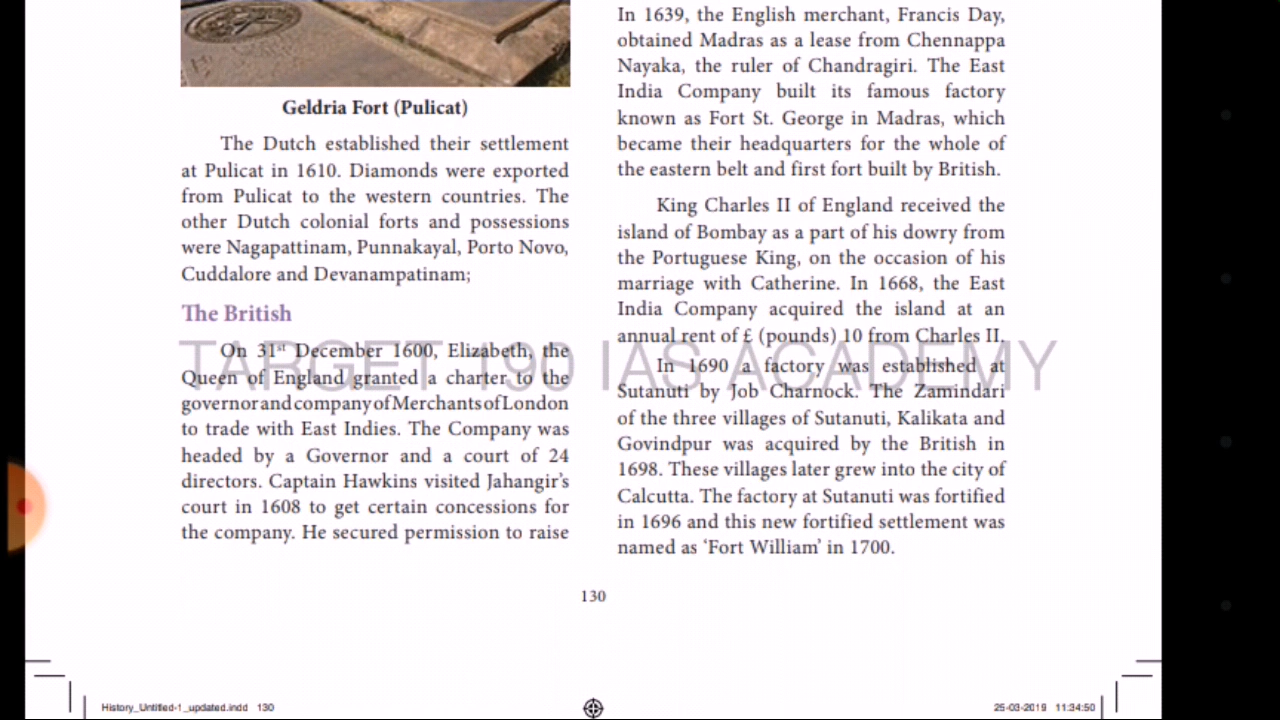 Geldria Fort (Pulicat)
The Dutch established their settlement
at Pulicat in 1610. Diamonds were exported
from Pulicat to the western countries. The
other Dutch colonial forts and possessions
were Nagapattinam, Punnakayal, Porto Novo,
Cuddalore and Devanampatinam;
The British
On 31st December 1600, Elizabeth, the
Queen of England granted a charter to the
governor and company of Merchants of London
to trade with East Indies. The Company was
headed by a Governor and a court of 24
directors. Captain Hawkins visited Jahangir's
court in 1608 to get certain concessions for
the company. He secured permission to raise
In 1639, the English merchant, Francis Day,
obtained Madras as a lease from Chennappa
Nayaka, the ruler of Chandragiri. The East
India Company built its famous factory
known as Fort St. George in Madras, which
became their headquarters for the whole of
the eastern belt and first fort built by British.
King Charles II of England received the
island of Bombay as a part of his dowry from
the Portuguese King, on the occasion of his
marriage with Catherine. In 1668, the East
India Company acquired the island at an
annual rent of £ (pounds) 10 from Charles II.
In 1690 a factory was established at
Sutanuti by Job Charnock. The Zamindari
of the three villages of Sutanuti, Kalikata and
Govindpur was acquired by the British in
1698. These villages later grew into the city of
Calcutta. The factory at Sutanuti was fortified
in 1696 and this new fortified settlement was
named as ‘Fort William’ in 1700.
TARGET 190 IAS ACADEMY
130
History_Untitled-1_updated.indd 130
25-03-2019 11:34:50